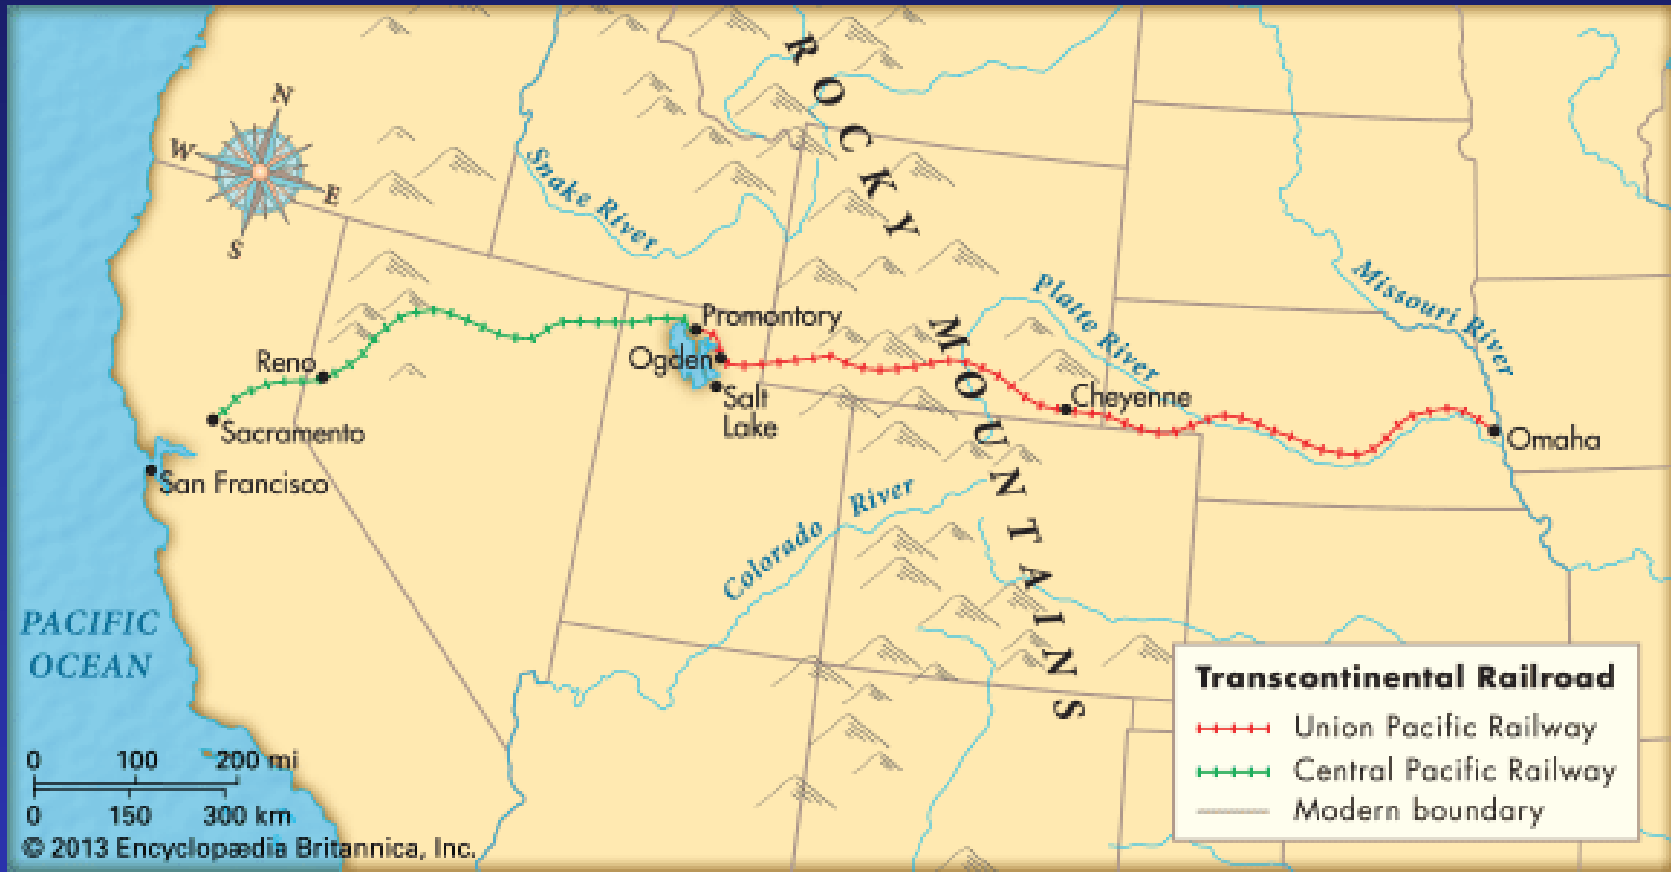 N
W
E
S
ROCKY
MOUNTAINS
Snake River
Platte River
Missouri River
Colorado River
Promontory
Ogden
Salt
Lake
Reno
Sacramento
San Francisco
Cheyenne
Omaha
PACIFIC
OCEAN
0 100 200 mi
0 150 300 km
© 2013 Encyclopædia Britannica, Inc.
Transcontinental Railroad
Union Pacific Railway
Central Pacific Railway
Modern boundary